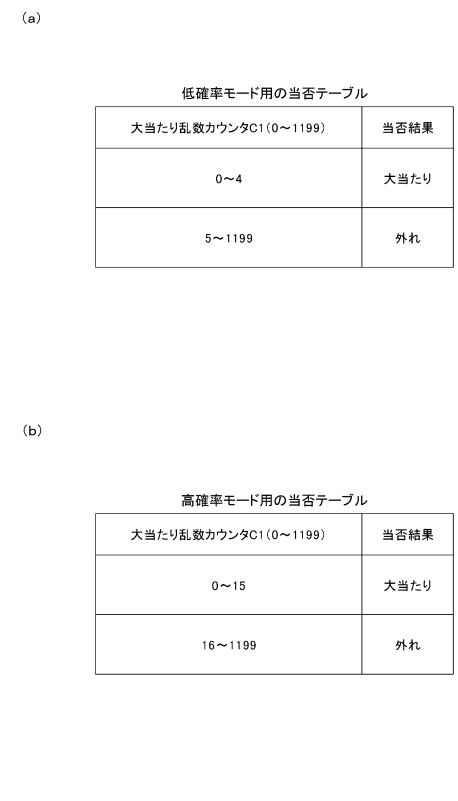 (a)
低確率モード用の当否テーブル
大当たり乱数カウンタC1(0～1199) 当否結果
0～4 大当たり
5～1199 外れ
(b)
高確率モード用の当否テーブル
大当たり乱数カウンタC1(0～1199) 当否結果
0～15 大当たり
16～1199 外れ